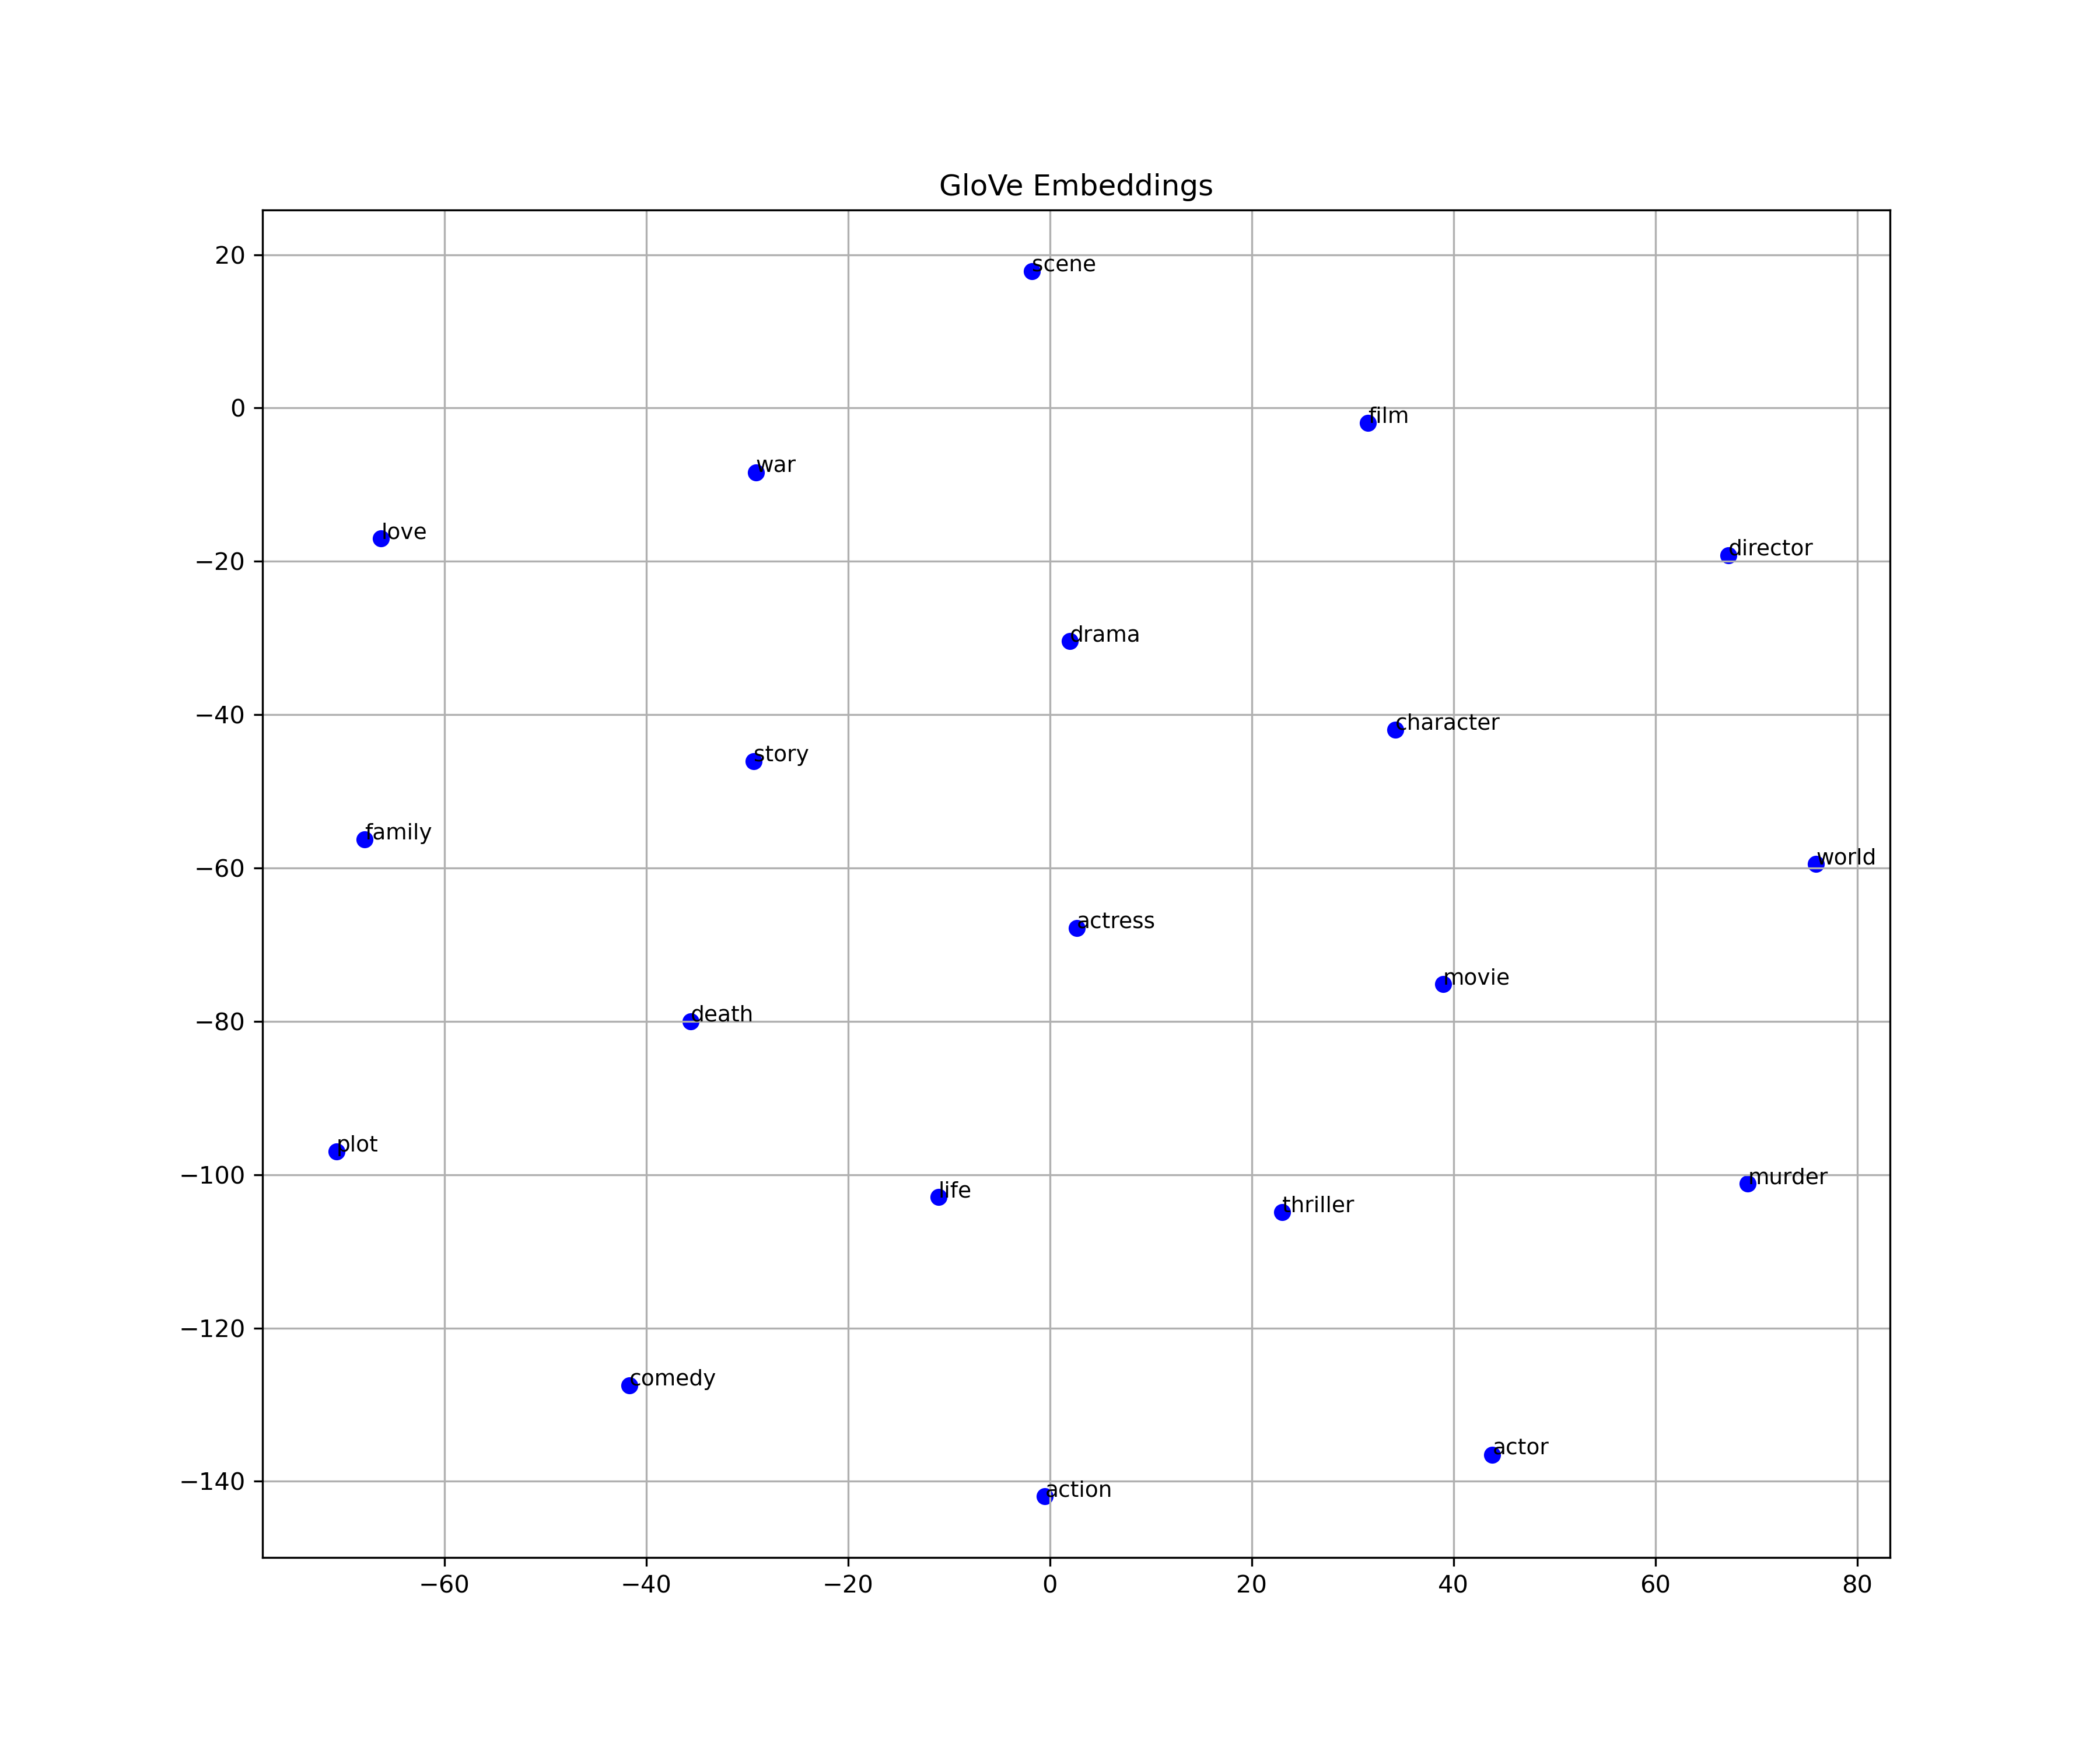 GloVe Embeddings
20
scene
0
film
war
love
−20
director
drama
−40
character
story
family
−60
world
actress
movie
−80
death
plot
−100
murder
life
thriller
−120
comedy
actor
−140
action
−60 −40 −20 0 20 40 60 80